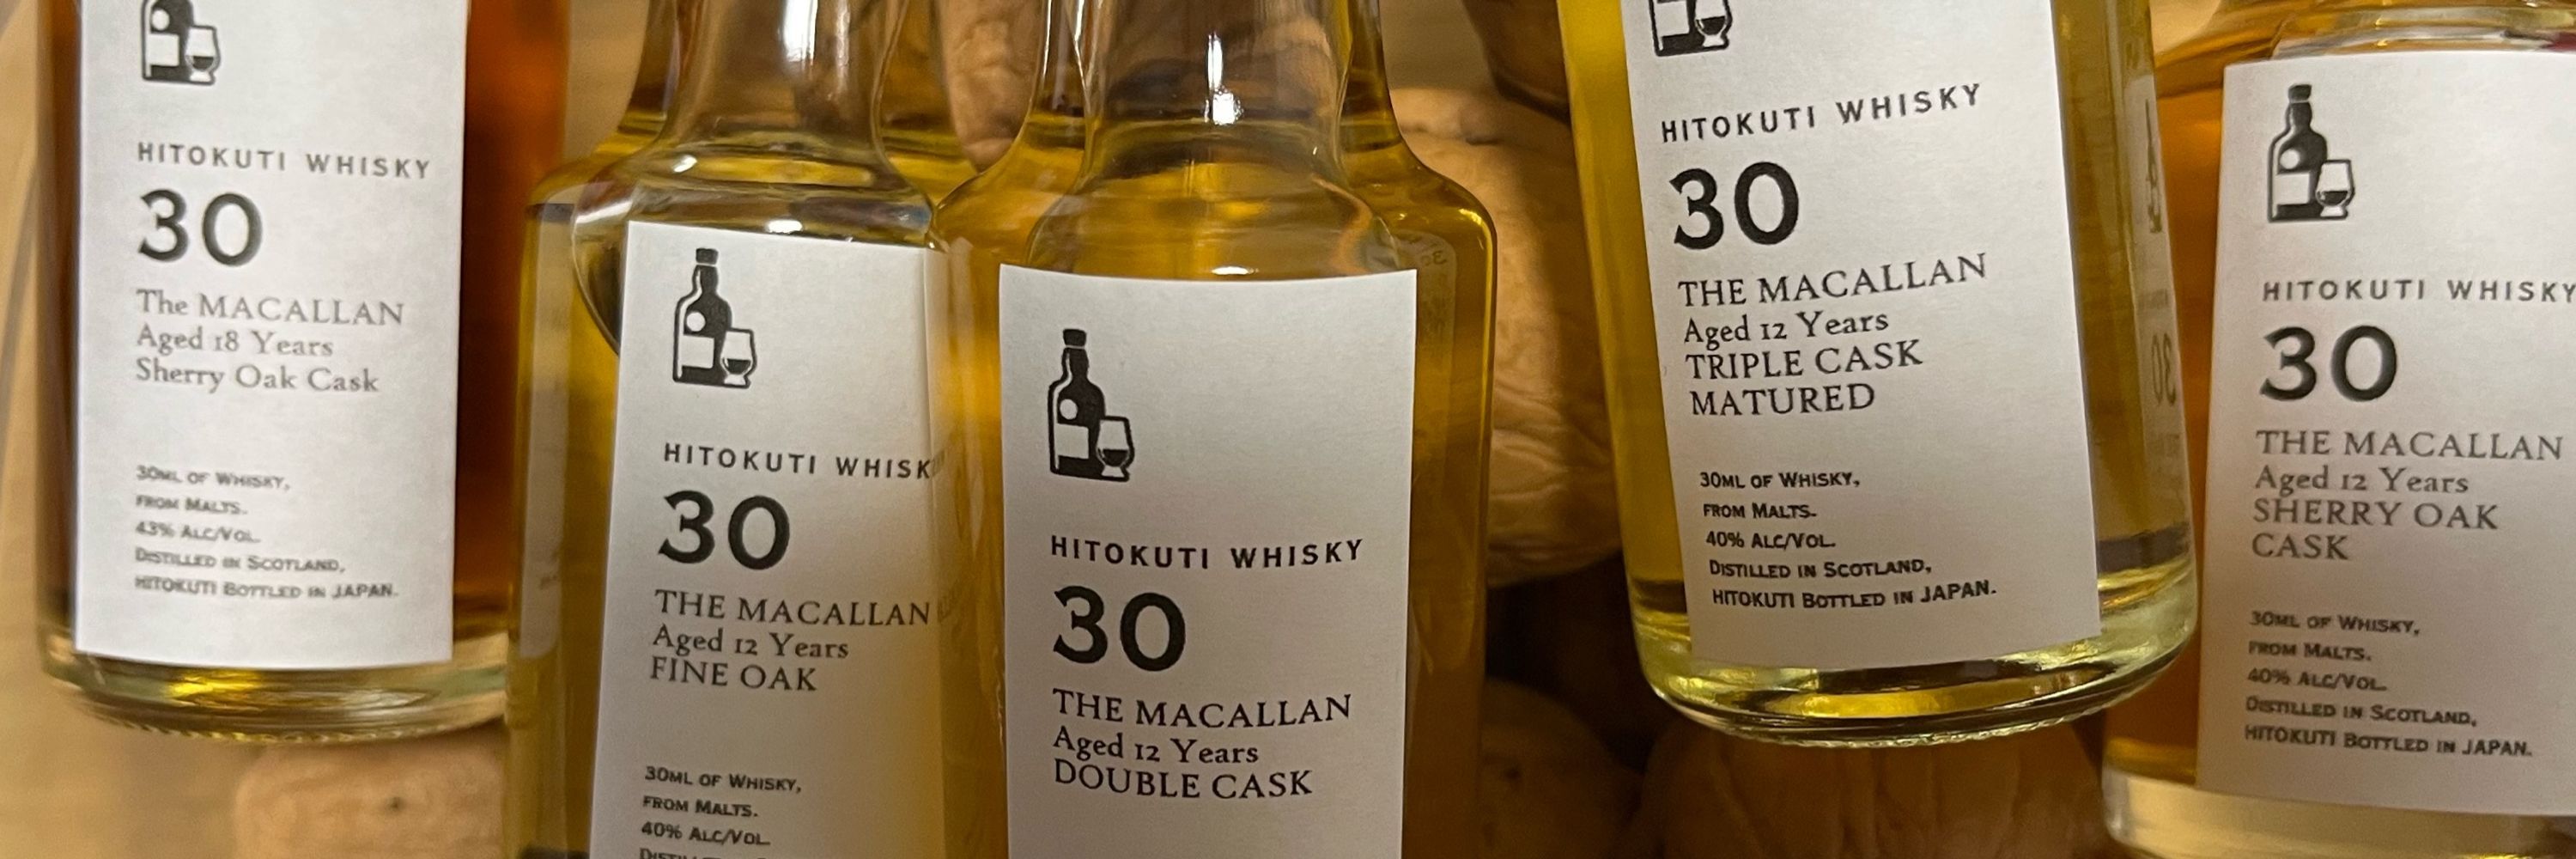 HITOKUTI WHISKY
30
The MACALLAN
Aged 18 Years
Sherry Oak Cask
30ML OF WHISKY,
FROM MALTS.
43% ALC/VOL.
DISTILLED IN SCOTLAND,
HITOKUTI BOTTLED IN JAPAN.
HITOKUTI WHISK
30
THE MACALLAN
Aged 12 Years
FINE OAK
30ML OF WHISKY,
FROM MALTS.
40% ALC/VOL.
HITOKUTI WHISKY
30
THE MACALLAN
Aged 12 Years
DOUBLE CASK
HITOKUTI WHISKY
30
THE MACALLAN
Aged 12 Years
TRIPLE CASK
MATURED
30ML OF WHISKY,
FROM MALTS.
40% ALC/VOL.
DISTILLED IN SCOTLAND,
HITOKUTI BOTTLED IN JAPAN.
HITOKUTI WHISKY
30
THE MACALLAN
Aged 12 Years
SHERRY OAK
CASK
30ML OF WHISKY,
FROM MALTS.
40% ALC/VOL.
DISTILLED IN SCOTLAND,
HITOKUTI BOTTLED IN JAPAN.